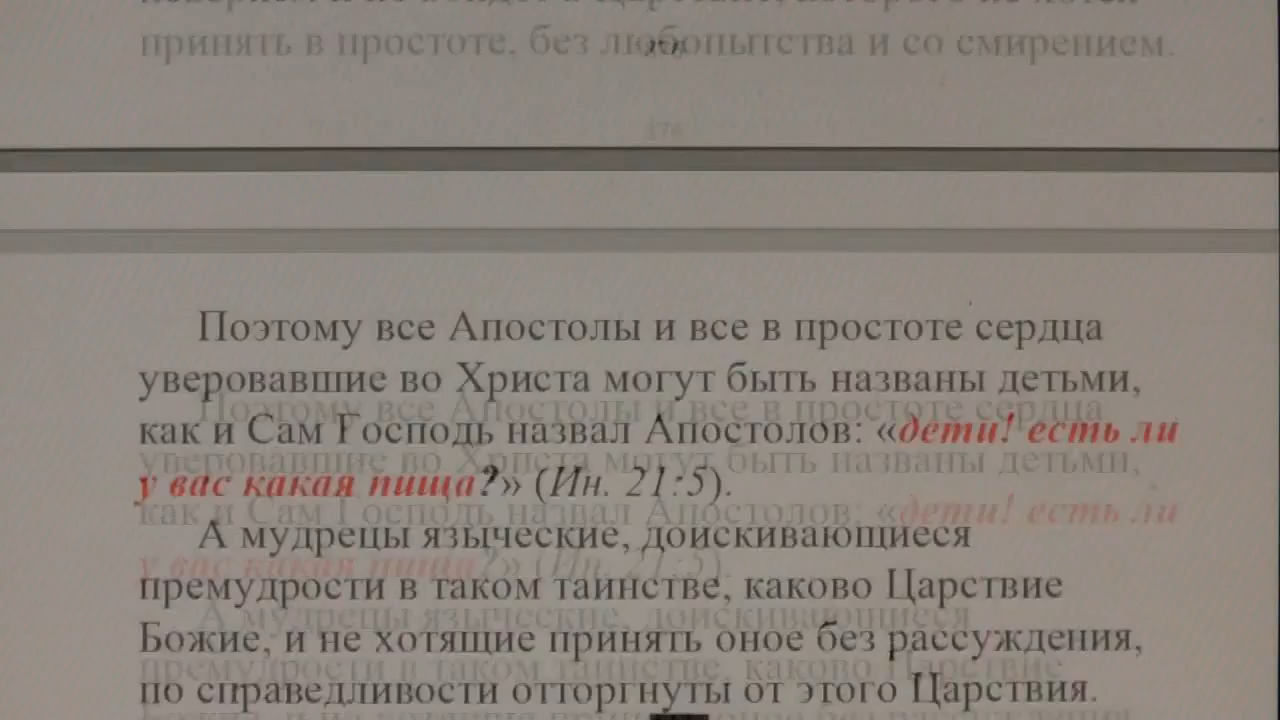 принять в простоте, без любопытства и со смирением.
Поэтому все Апостолы и все в простоте сердца
уверовавшие во Христа могут быть названы детьми,
как и Сам Господь назвал Апостолов: «дети! есть ли
у вас какая пища?» (Ин. 21:5).
А мудрецы языческие, доискивающиеся
премудрости в таком таинстве, каково Царствие
Божие, и не хотящие принять оное без рассуждения,
по справедливости отторгнуты от этого Царствия.